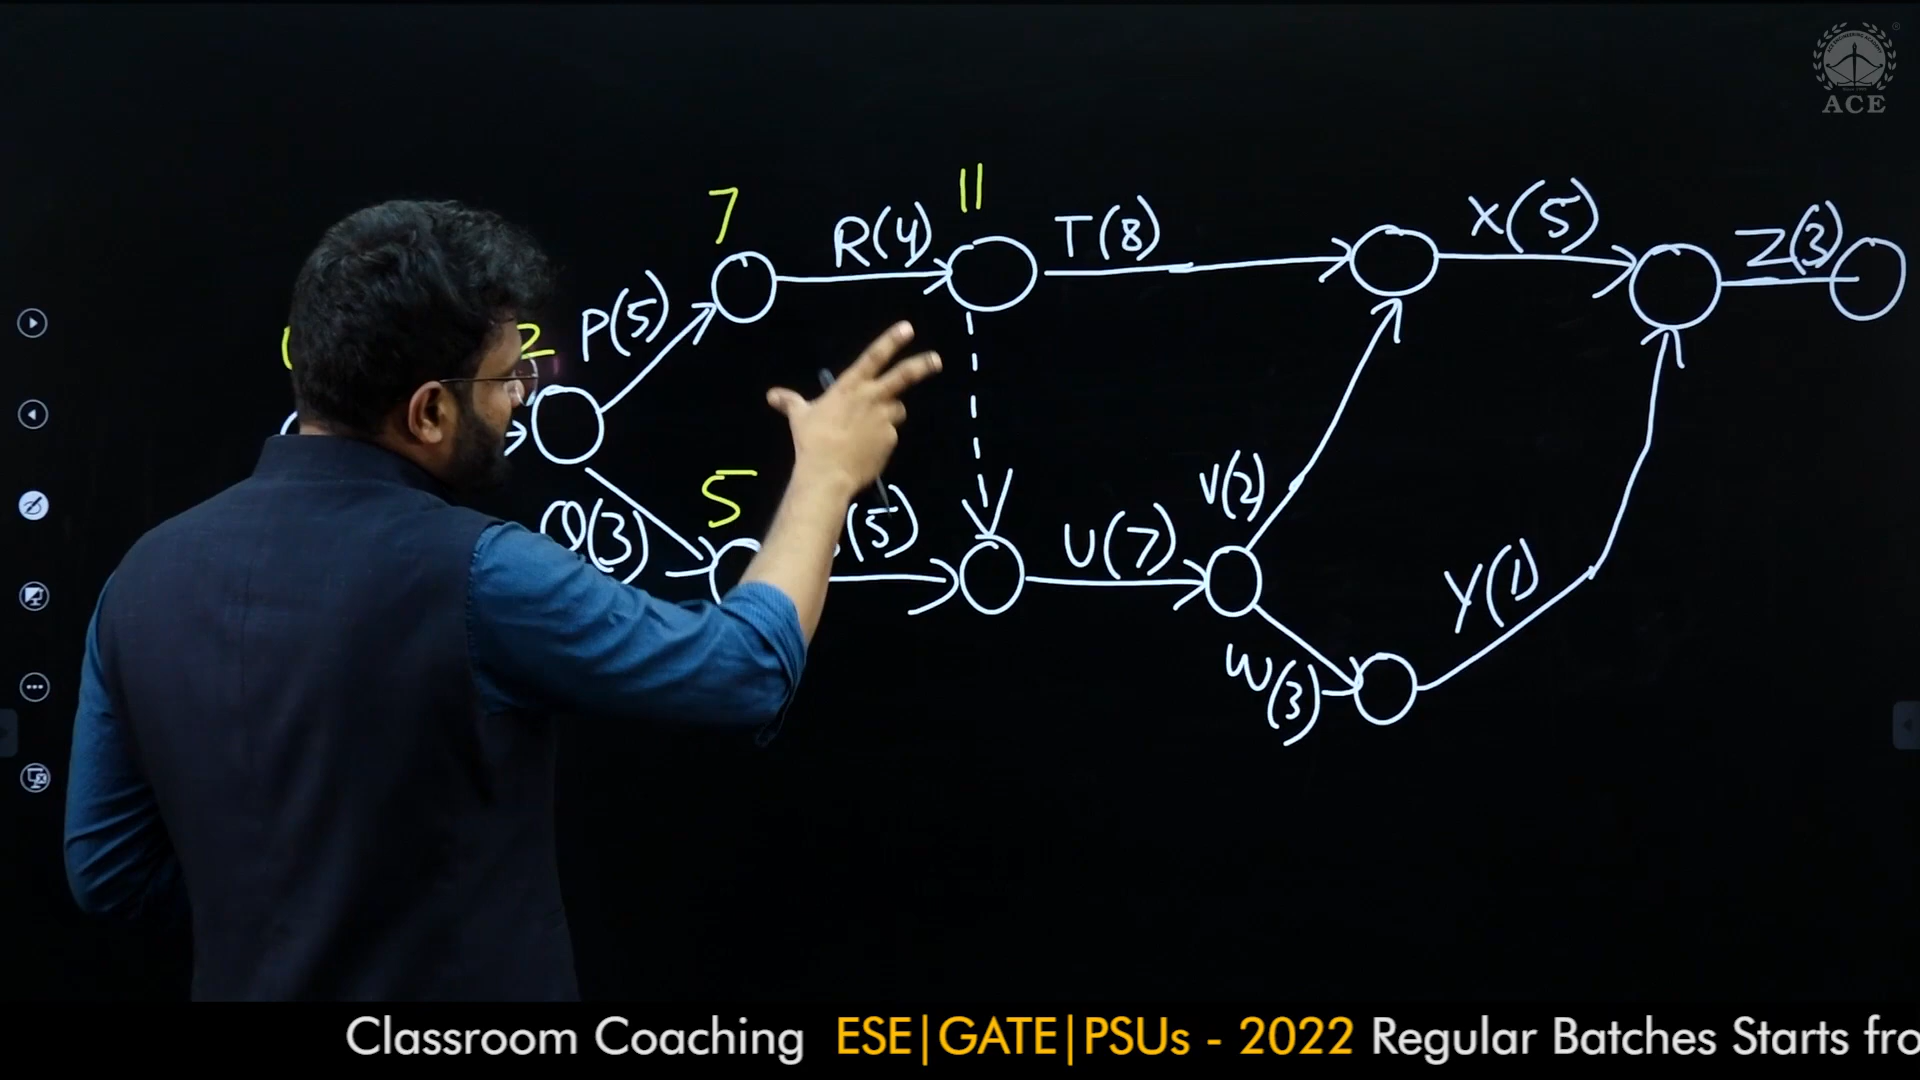 ACE
11
7
R(4)
T(8)
X(5)
Z(3)
P(5)
2
5
Q(3)
(5)
U(7)
V(2)
Y(1)
W(3)
Classroom Coaching ESE|GATE|PSUs - 2022 Regular Batches Starts fro